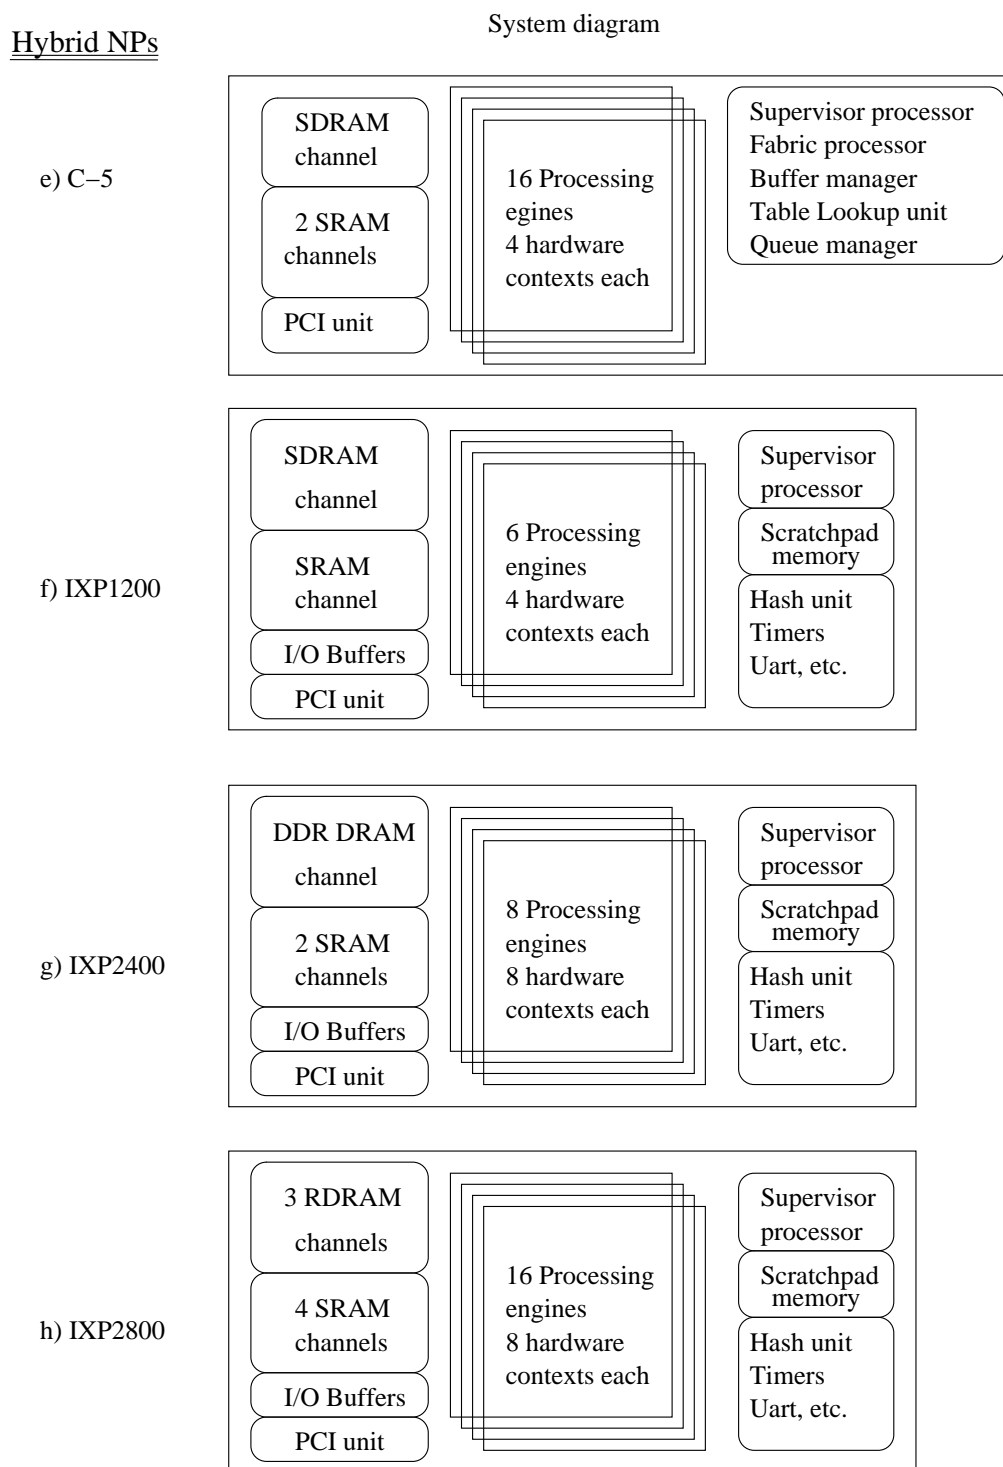 System diagram
Hybrid NPs
e) C−5
SDRAM
channel
2 SRAM
channels
PCI unit
16 Processing
egines
4 hardware
contexts each
Supervisor processor
Fabric processor
Buffer manager
Table Lookup unit
Queue manager
f) IXP1200
SDRAM
channel
SRAM
channel
I/O Buffers
PCI unit
6 Processing
engines
4 hardware
contexts each
Supervisor
processor
Scratchpad
memory
Hash unit
Timers
Uart, etc.
g) IXP2400
DDR DRAM
channel
2 SRAM
channels
I/O Buffers
PCI unit
8 Processing
engines
8 hardware
contexts each
Supervisor
processor
Scratchpad
memory
Hash unit
Timers
Uart, etc.
h) IXP2800
3 RDRAM
channels
4 SRAM
channels
I/O Buffers
PCI unit
16 Processing
engines
8 hardware
contexts each
Supervisor
processor
Scratchpad
memory
Hash unit
Timers
Uart, etc.